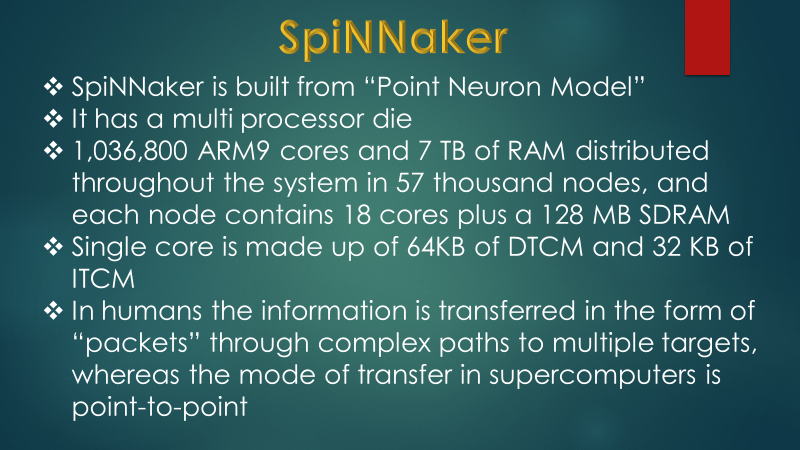 SpiNNaker
❖ SpiNNaker is built from “Point Neuron Model”
❖ It has a multi processor die
❖ 1,036,800 ARM9 cores and 7 TB of RAM distributed
throughout the system in 57 thousand nodes, and
each node contains 18 cores plus a 128 MB SDRAM
❖ Single core is made up of 64KB of DTCM and 32 KB of
ITCM
❖ In humans the information is transferred in the form of
“packets” through complex paths to multiple targets,
whereas the mode of transfer in supercomputers is
point-to-point